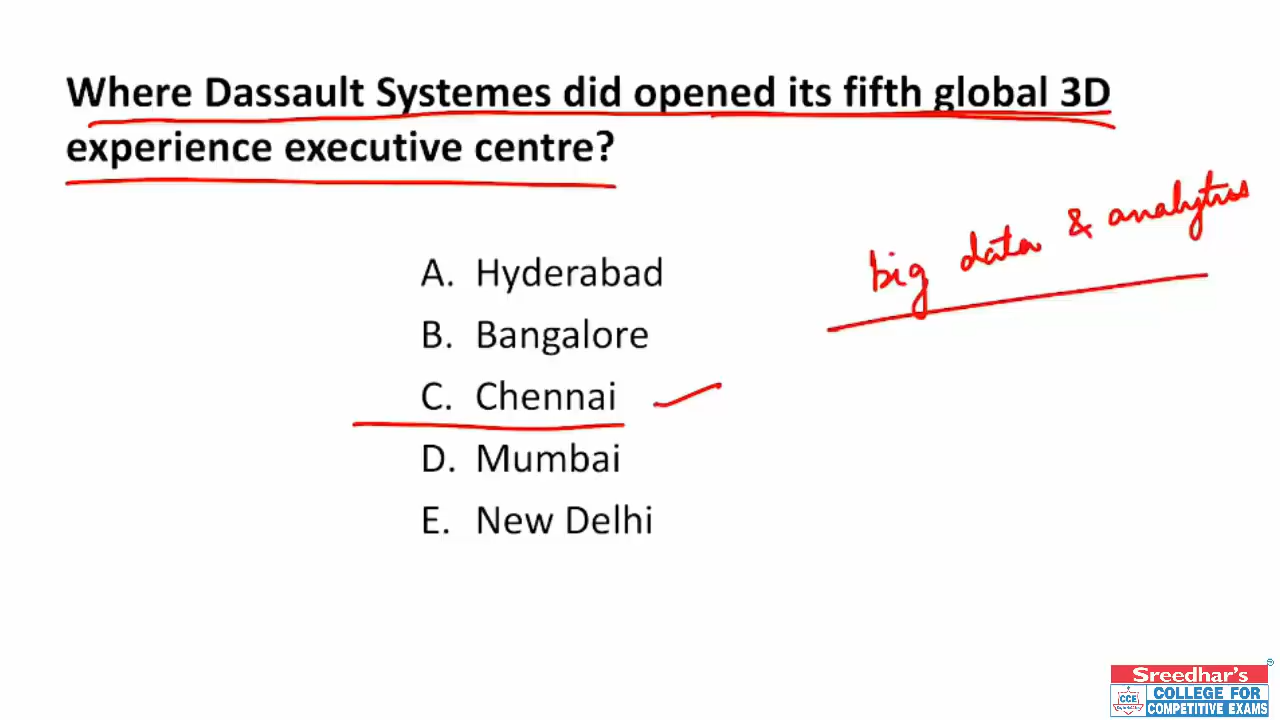 Where Dassault Systemes did opened its fifth global 3D
experience executive centre?
big data & analytics
A. Hyderabad
B. Bangalore
C. Chennai
D. Mumbai
E. New Delhi
Sreedhar's
CCE
COLLEGE FOR
COMPETITIVE EXAMS